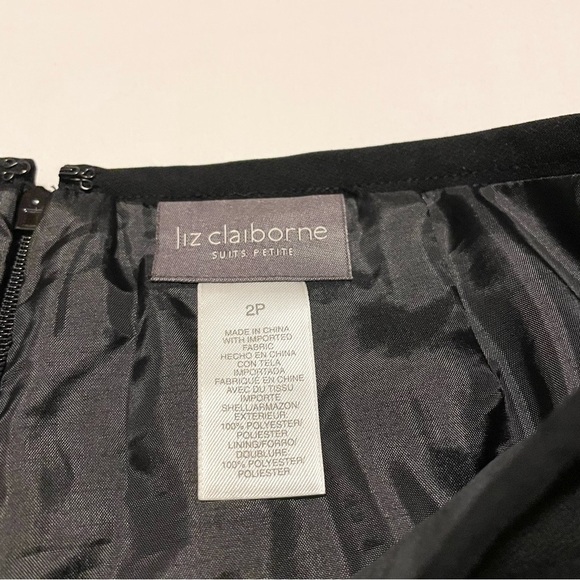 liz claiborne
SUITS. PETITE
2P
MADE IN CHINA
WITH IMPORTED
FABRIC
HECHO EN CHINA
CON TELA
IMPORTADA
FABRIQUÉ EN CHINE
AVEC DU TISSU
IMPORTE
SHELL/ARMAZON/
EXTERIEUR:
100% POLYESTER/
POLIESTER
LINING/FORRO/
DOUBLURE:
100% POLYESTER/
POLIESTER